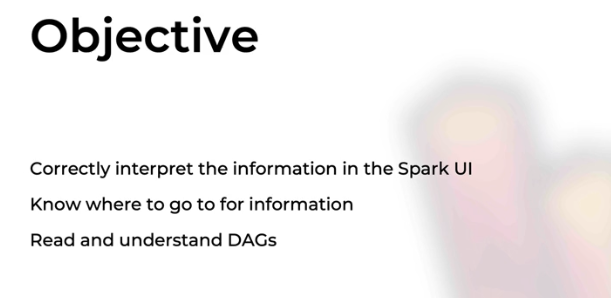 Objective
Correctly interpret the information in the Spark UI
Know where to go to for information
Read and understand DAGs